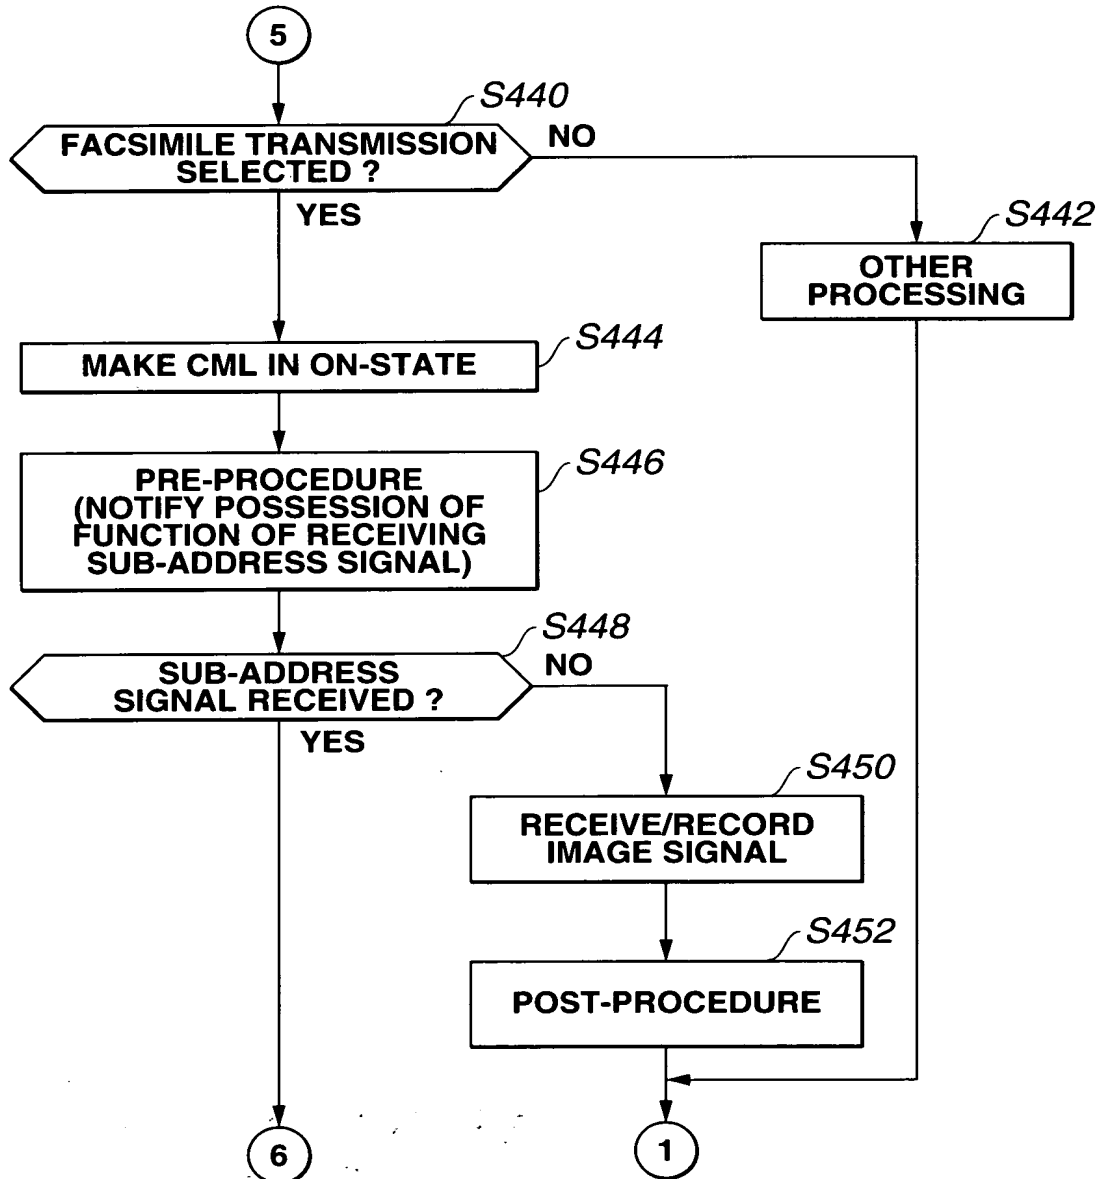 5
S440
FACSIMILE TRANSMISSION
SELECTED ?
NO
YES
S442
OTHER
PROCESSING
S444
MAKE CML IN ON-STATE
S446
PRE-PROCEDURE
(NOTIFY POSSESSION OF
FUNCTION OF RECEIVING
SUB-ADDRESS SIGNAL)
S448
SUB-ADDRESS
SIGNAL RECEIVED ?
NO
YES
S450
RECEIVE/RECORD
IMAGE SIGNAL
S452
POST-PROCEDURE
6
1